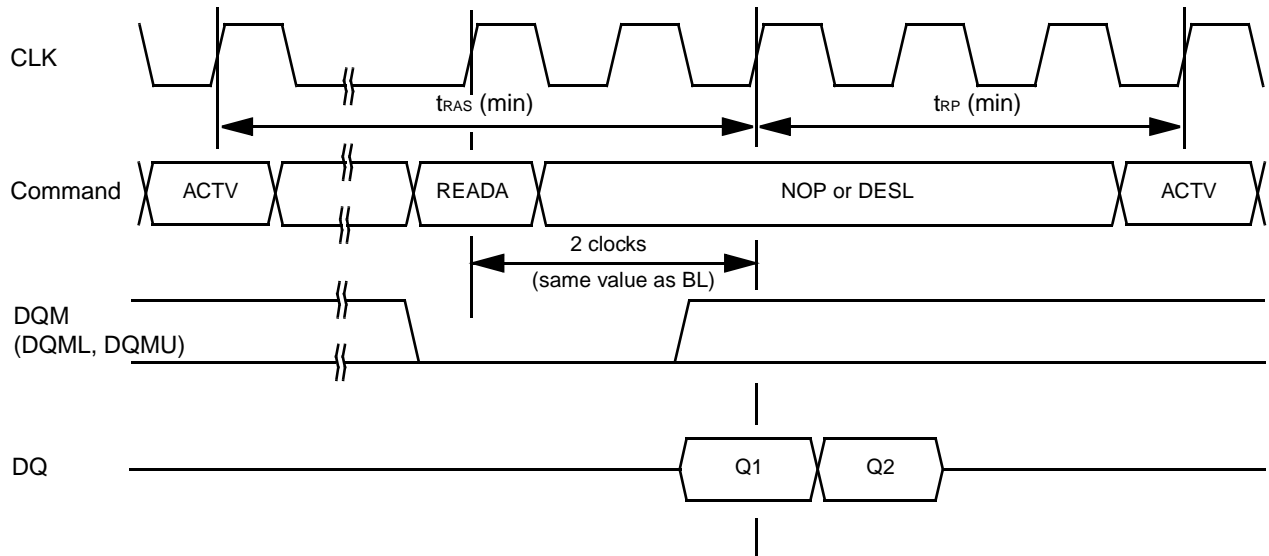 CLK
tRAS (min)
tRP (min)
Command
ACTV
READA
NOP or DESL
ACTV
2 clocks
(same value as BL)
DQM
(DQML, DQMU)
DQ
Q1
Q2